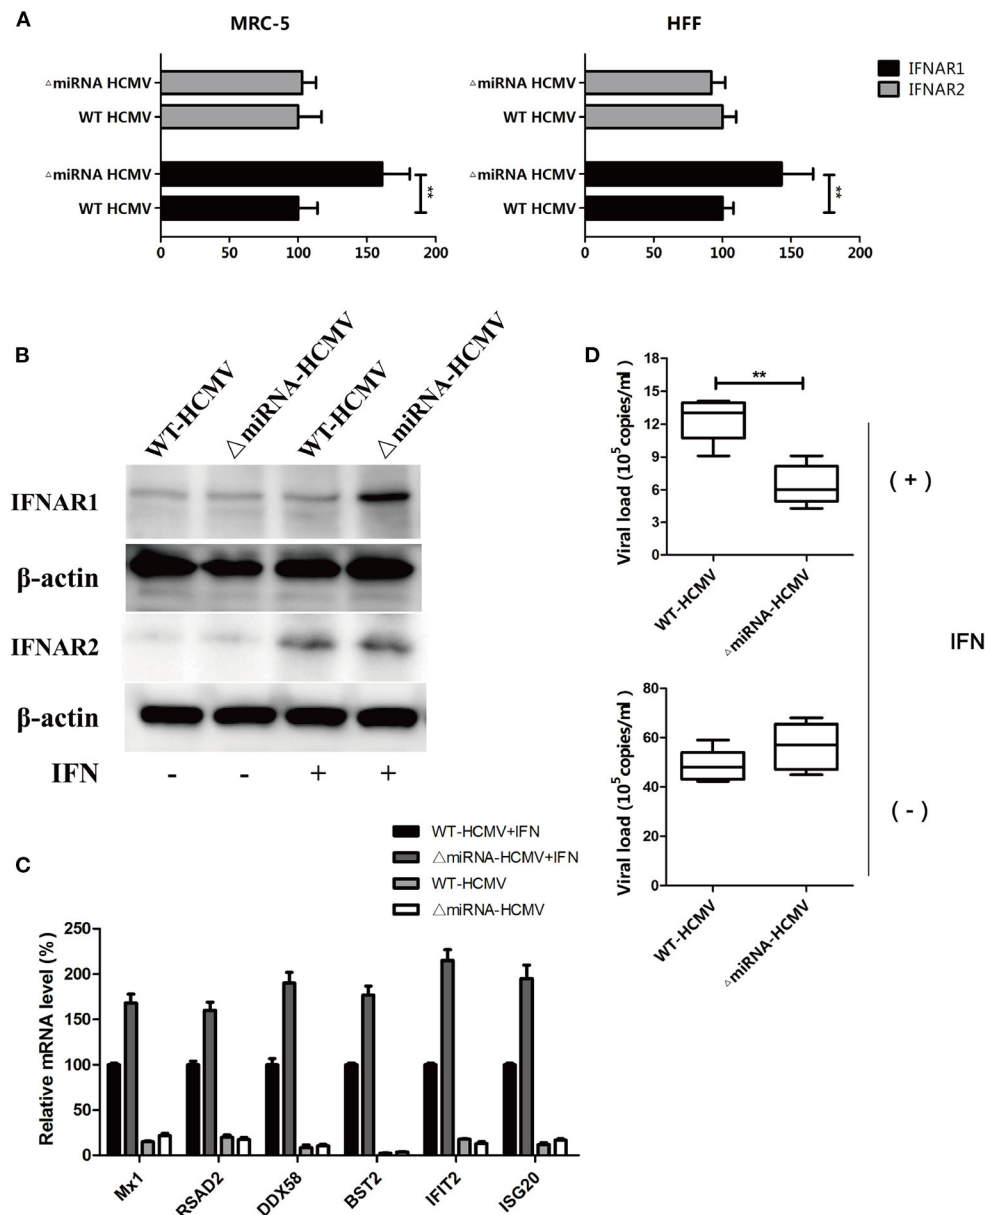 A
MRC-5
HFF
△miRNA HCMV
WT HCMV
△miRNA HCMV
WT HCMV
**
0 50 100 150 200
△miRNA HCMV
WT HCMV
△miRNA HCMV
WT HCMV
**
0 50 100 150 200
IFNAR1
IFNAR2
B
WT-HCMV
△miRNA-HCMV
WT-HCMV
△miRNA-HCMV
IFNAR1
β-actin
IFNAR2
β-actin
IFN - - + +
D
Viral load (10⁵copies/ml)
18
15
12
9
6
3
0
**
WT-HCMV
△miRNA-HCMV
(+)
IFN
Viral load (10⁵copies/ml)
80
60
40
60
40
20
0
WT-HCMV
△miRNA-HCMV
(-)
C
WT-HCMV+IFN
△miRNA-HCMV+IFN
WT-HCMV
△miRNA-HCMV
Relative mRNA level (%)
250
200
150
100
50
0
Mx1
RSAD2
DDX58
BST2
IFIT2
ISG20